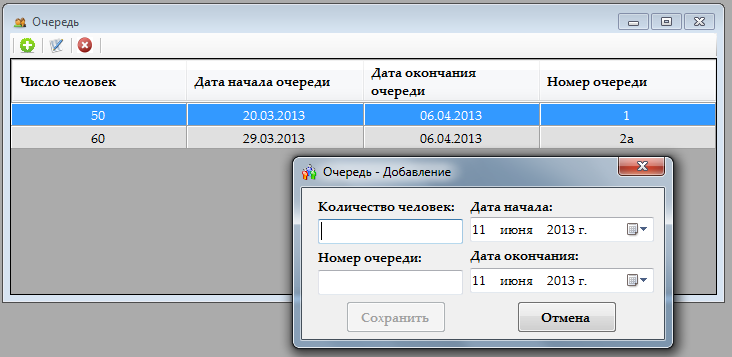 Очередь
Число человек Дата начала очереди Дата окончания очереди Номер очереди
50 20.03.2013 06.04.2013 1
60 29.03.2013 06.04.2013 2а
Очередь - Добавление
Количество человек: Дата начала:
11 июня 2013 г.
Номер очереди: Дата окончания:
11 июня 2013 г.
Сохранить Отмена